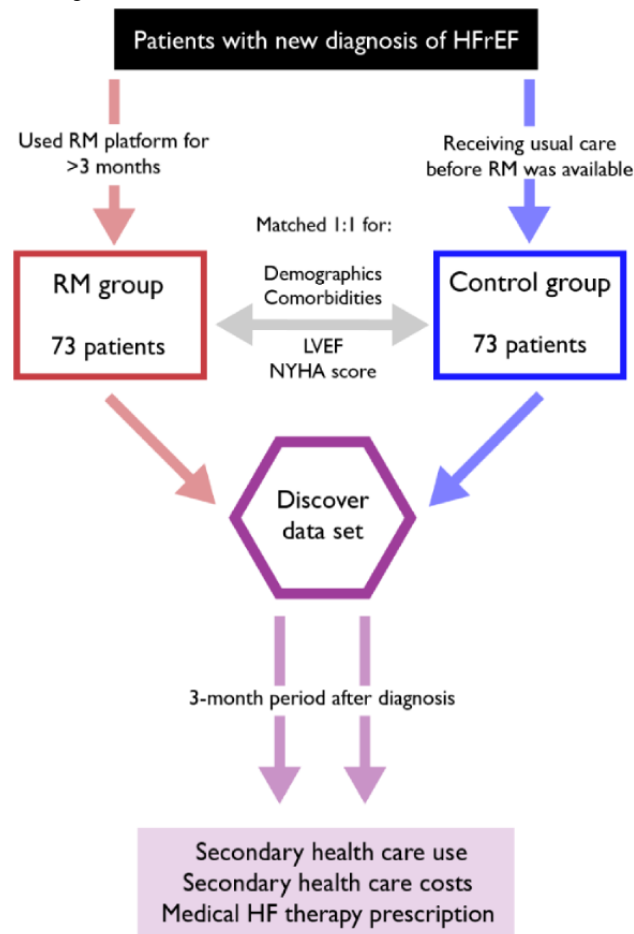 Patients with new diagnosis of HFrEF
Used RM platform for
>3 months
Receiving usual care
before RM was available
Matched 1:1 for:
RM group
73 patients
Demographics
Comorbidities
LVEF
NYHA score
Control group
73 patients
Discover
data set
3-month period after diagnosis
Secondary health care use
Secondary health care costs
Medical HF therapy prescription